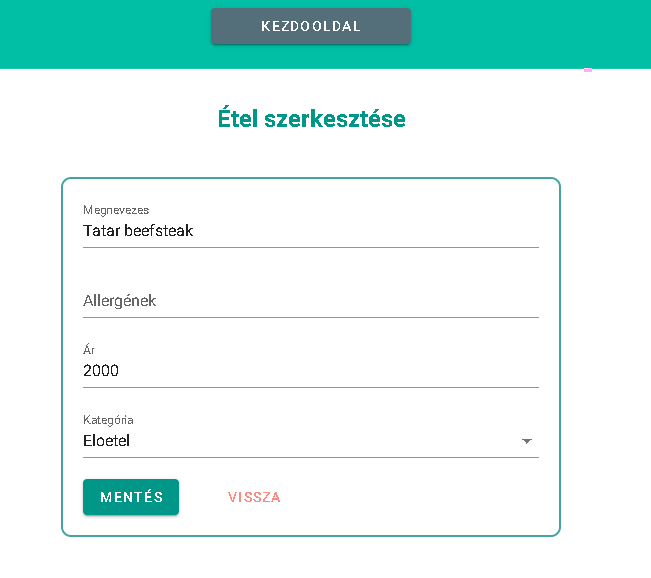 KEZDOOLDAL
Étel szerkesztése
Megnevezes
Tatar beefsteak
Allergének
Ár
2000
Kategória
Eloetel
MENTÉS VISSZA